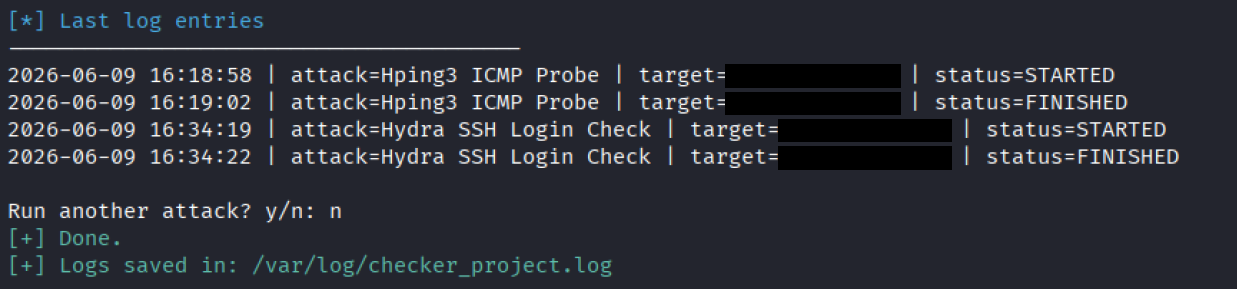 [*] Last log entries
----------------------------------------
2026-06-09 16:18:58 | attack=Hping3 ICMP Probe | target= | status=STARTED
2026-06-09 16:19:02 | attack=Hping3 ICMP Probe | target= | status=FINISHED
2026-06-09 16:34:19 | attack=Hydra SSH Login Check | target= | status=STARTED
2026-06-09 16:34:22 | attack=Hydra SSH Login Check | target= | status=FINISHED
Run another attack? y/n: n
[+] Done.
[+] Logs saved in: /var/log/checker_project.log